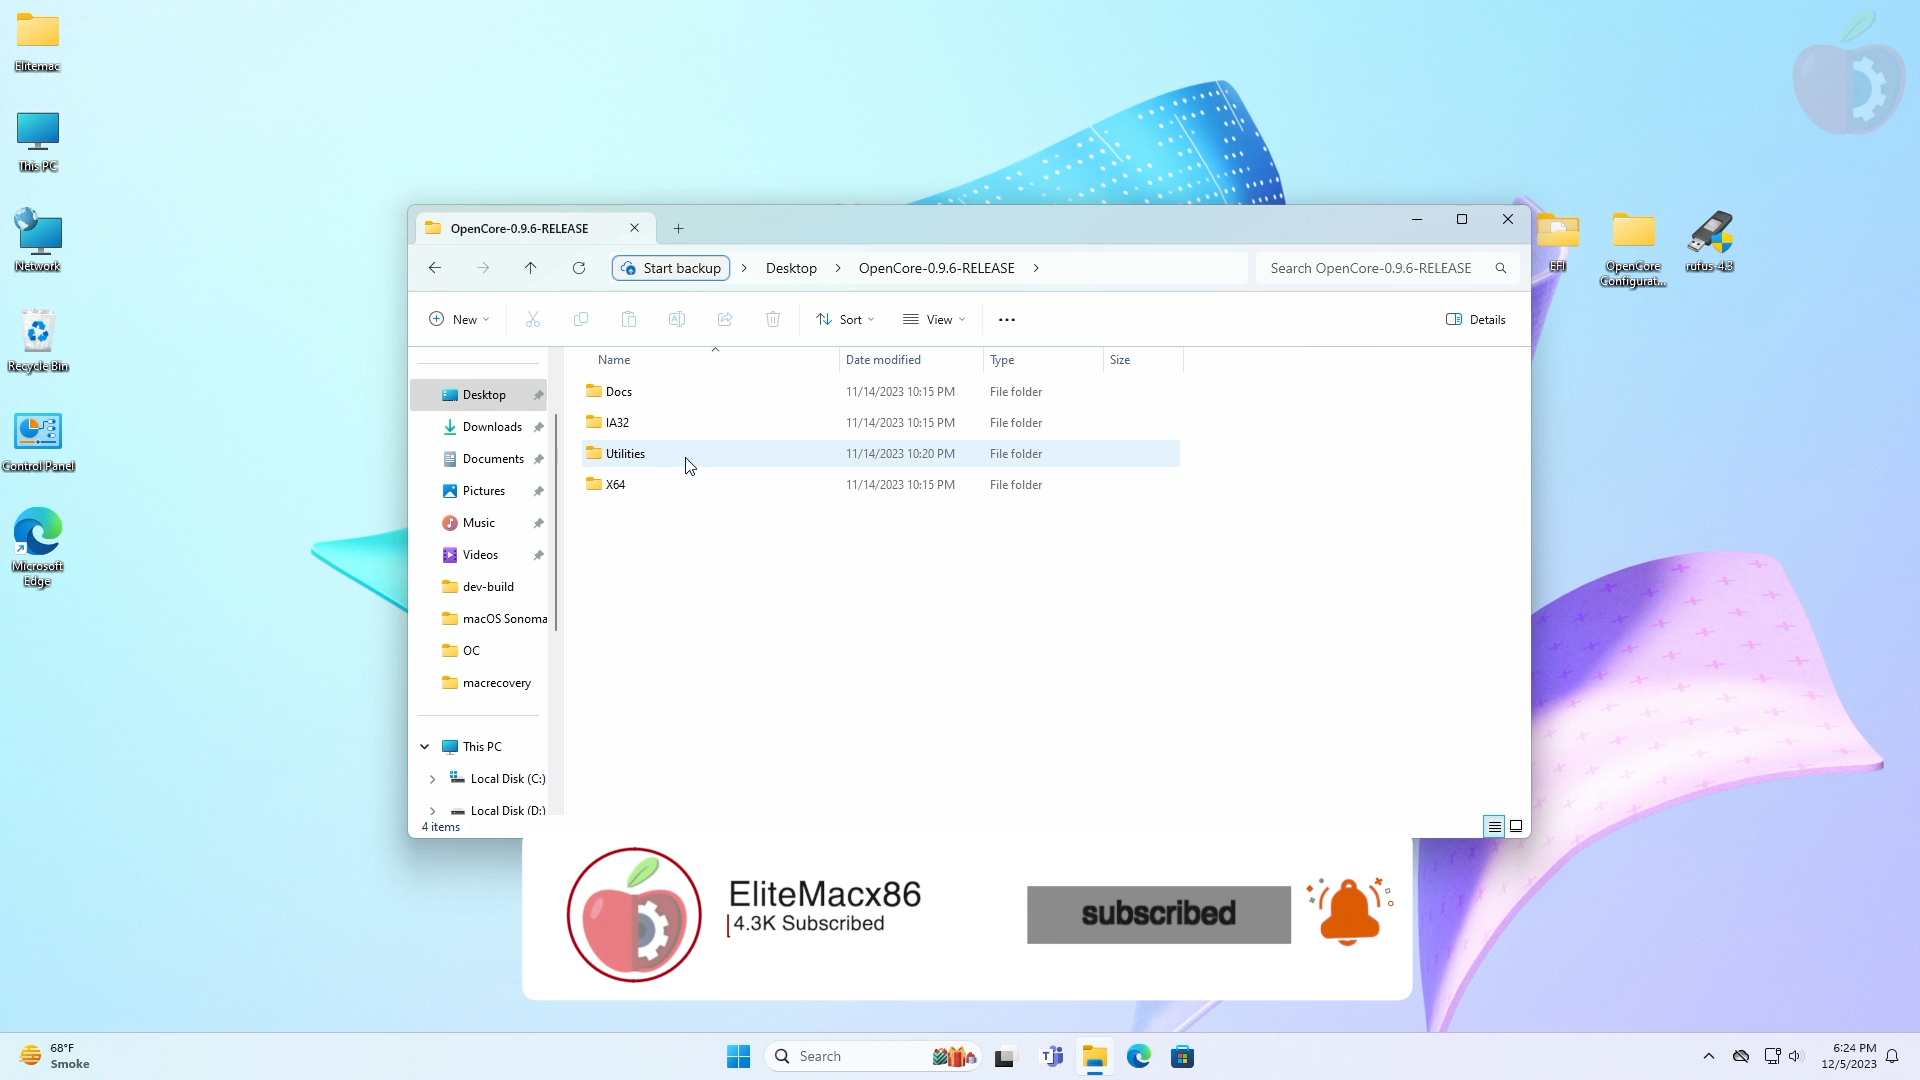 Elitemac
This PC
Network
Recycle Bin
Control Panel
Microsoft
Edge
OpenCore-0.9.6-RELEASE
Start backup
Desktop
OpenCore-0.9.6-RELEASE
Search OpenCore-0.9.6-RELEASE
New
Sort
View
Details
Name
Date modified
Type
Size
Docs 11/14/2023 10:15 PM File folder
IA32 11/14/2023 10:15 PM File folder
Utilities 11/14/2023 10:20 PM File folder
X64 11/14/2023 10:15 PM File folder
Desktop
Downloads
Documents
Pictures
Music
Videos
dev-build
macOS Sonoma
OC
macrecovery
This PC
Local Disk (C:)
Local Disk (D:)
4 items
EFI
OpenCore
Configurat...
rufus-4.3
EliteMacx86
4.3K Subscribed
subscribed
68°F
Smoke
Search
6:24 PM
12/5/2023